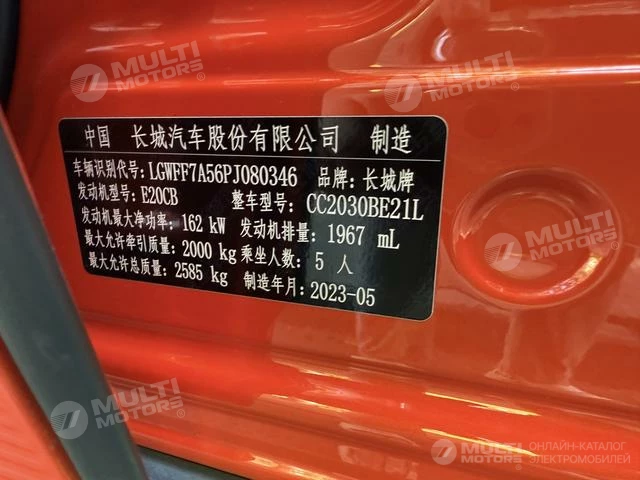 MULTI MOTORS®
MULTI MOTORS®
中国 长城汽车股份有限公司 制造
车辆识别代号: LGWFF7A56PJ080346 品牌: 长城牌
发动机型号: E20CB 整车型号: CC2030BE21L
发动机最大净功率: 162 kW 发动机排量: 1967 mL
最大允许牵引质量: 2000 kg 乘坐人数: 5 人
最大允许总质量: 2585 kg 制造年月: 2023-05
MULTI MOTORS®
MULTI MOTORS®
MULTI MOTORS®
ОНЛАЙН-КАТАЛОГ
ЭЛЕКТРОМОБИЛЕЙ